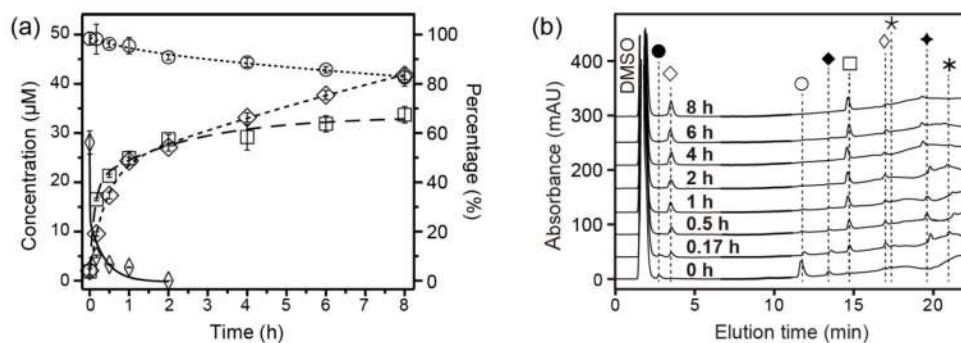 (a)
Concentration (µM)
50
40
30
20
10
0
100
80
60
40
20
0
Percentage (%)
0 1 2 3 4 5 6 7 8
Time (h)
(b)
Absorbance (mAU)
400
300
200
100
0
DMSO
8 h
6 h
4 h
2 h
1 h
0.5 h
0.17 h
0 h
0 5 10 15 20
Elution time (min)